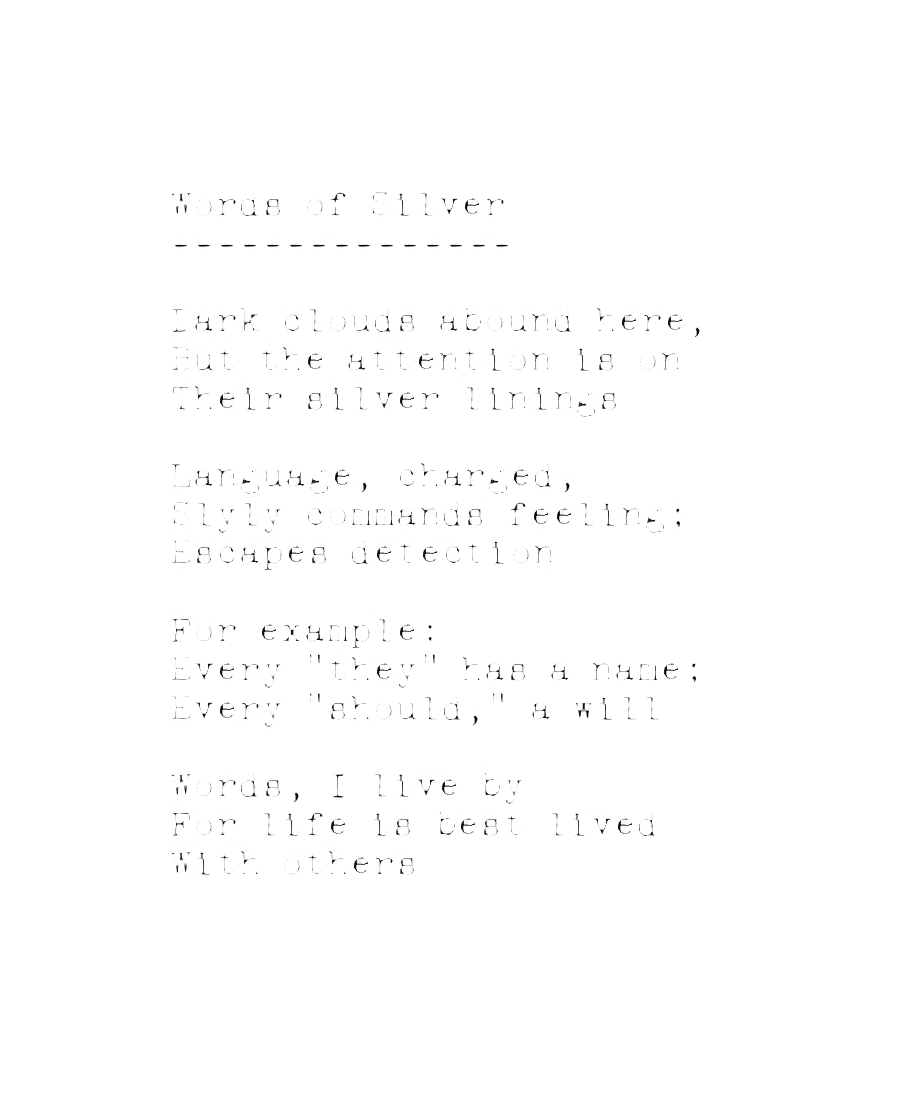 Words of Silver
---------------
Dark clouds abound here,
But the attention is on
Their silver linings
Language, charged,
Slyly commands feeling;
Escapes detection
For example:
Every "they" has a name;
Every "should," a will
Words, I live by
For life is best lived
With others